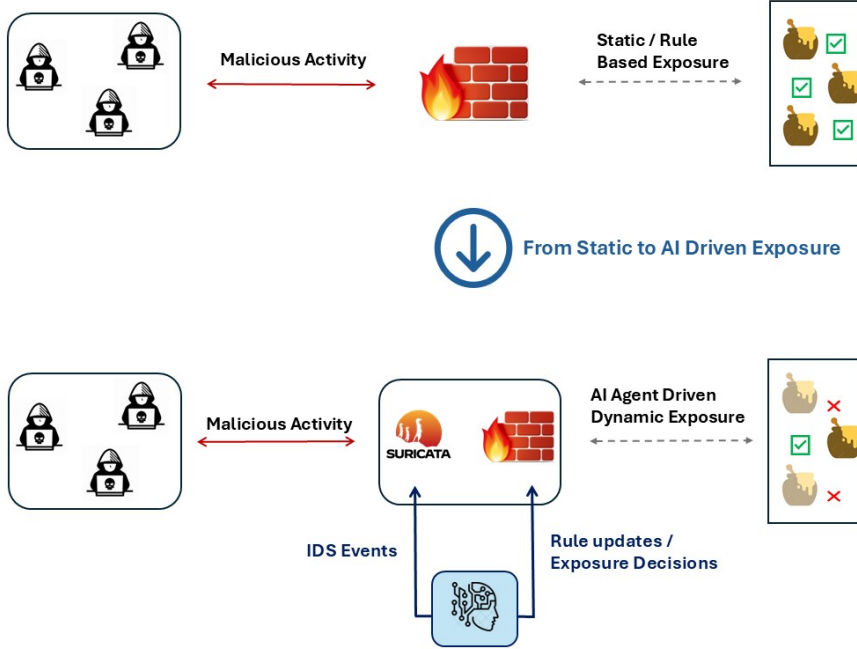 Malicious Activity
Static / Rule
Based Exposure
From Static to AI Driven Exposure
Malicious Activity
SURICATA
AI Agent Driven
Dynamic Exposure
IDS Events
Rule updates /
Exposure Decisions